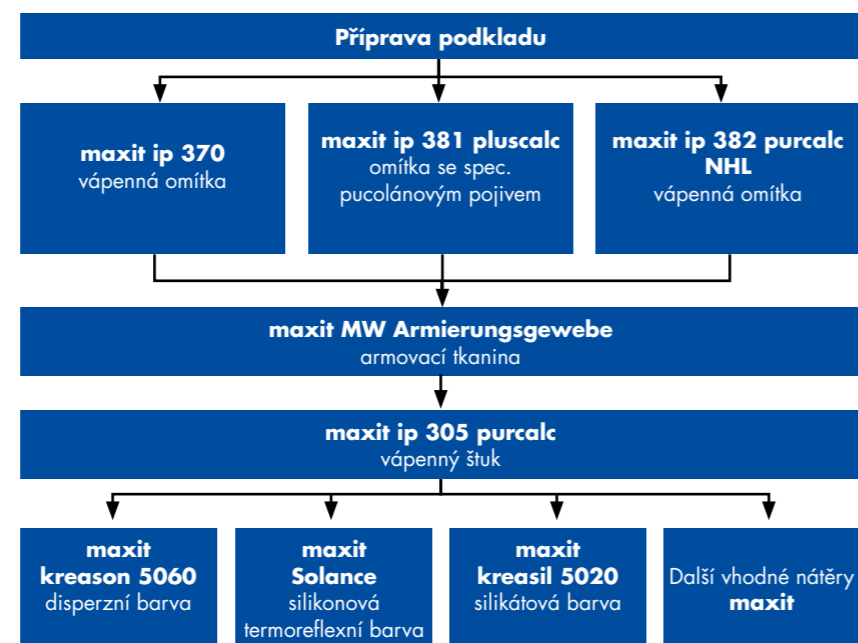 Příprava podkladu
maxit ip 370
vápenná omítka
maxit ip 381 pluscalc
omítka se spec.
pucolánovým pojivem
maxit ip 382 purcalc
NHL
vápenná omítka
maxit MW Armierungsgewebe
armovací tkanina
maxit ip 305 purcalc
vápenný štuk
maxit
kreason 5060
disperzní barva
maxit
Solance
silikonová
termoreflexní barva
maxit
kreasil 5020
silikátová barva
Další vhodné nátěry
maxit